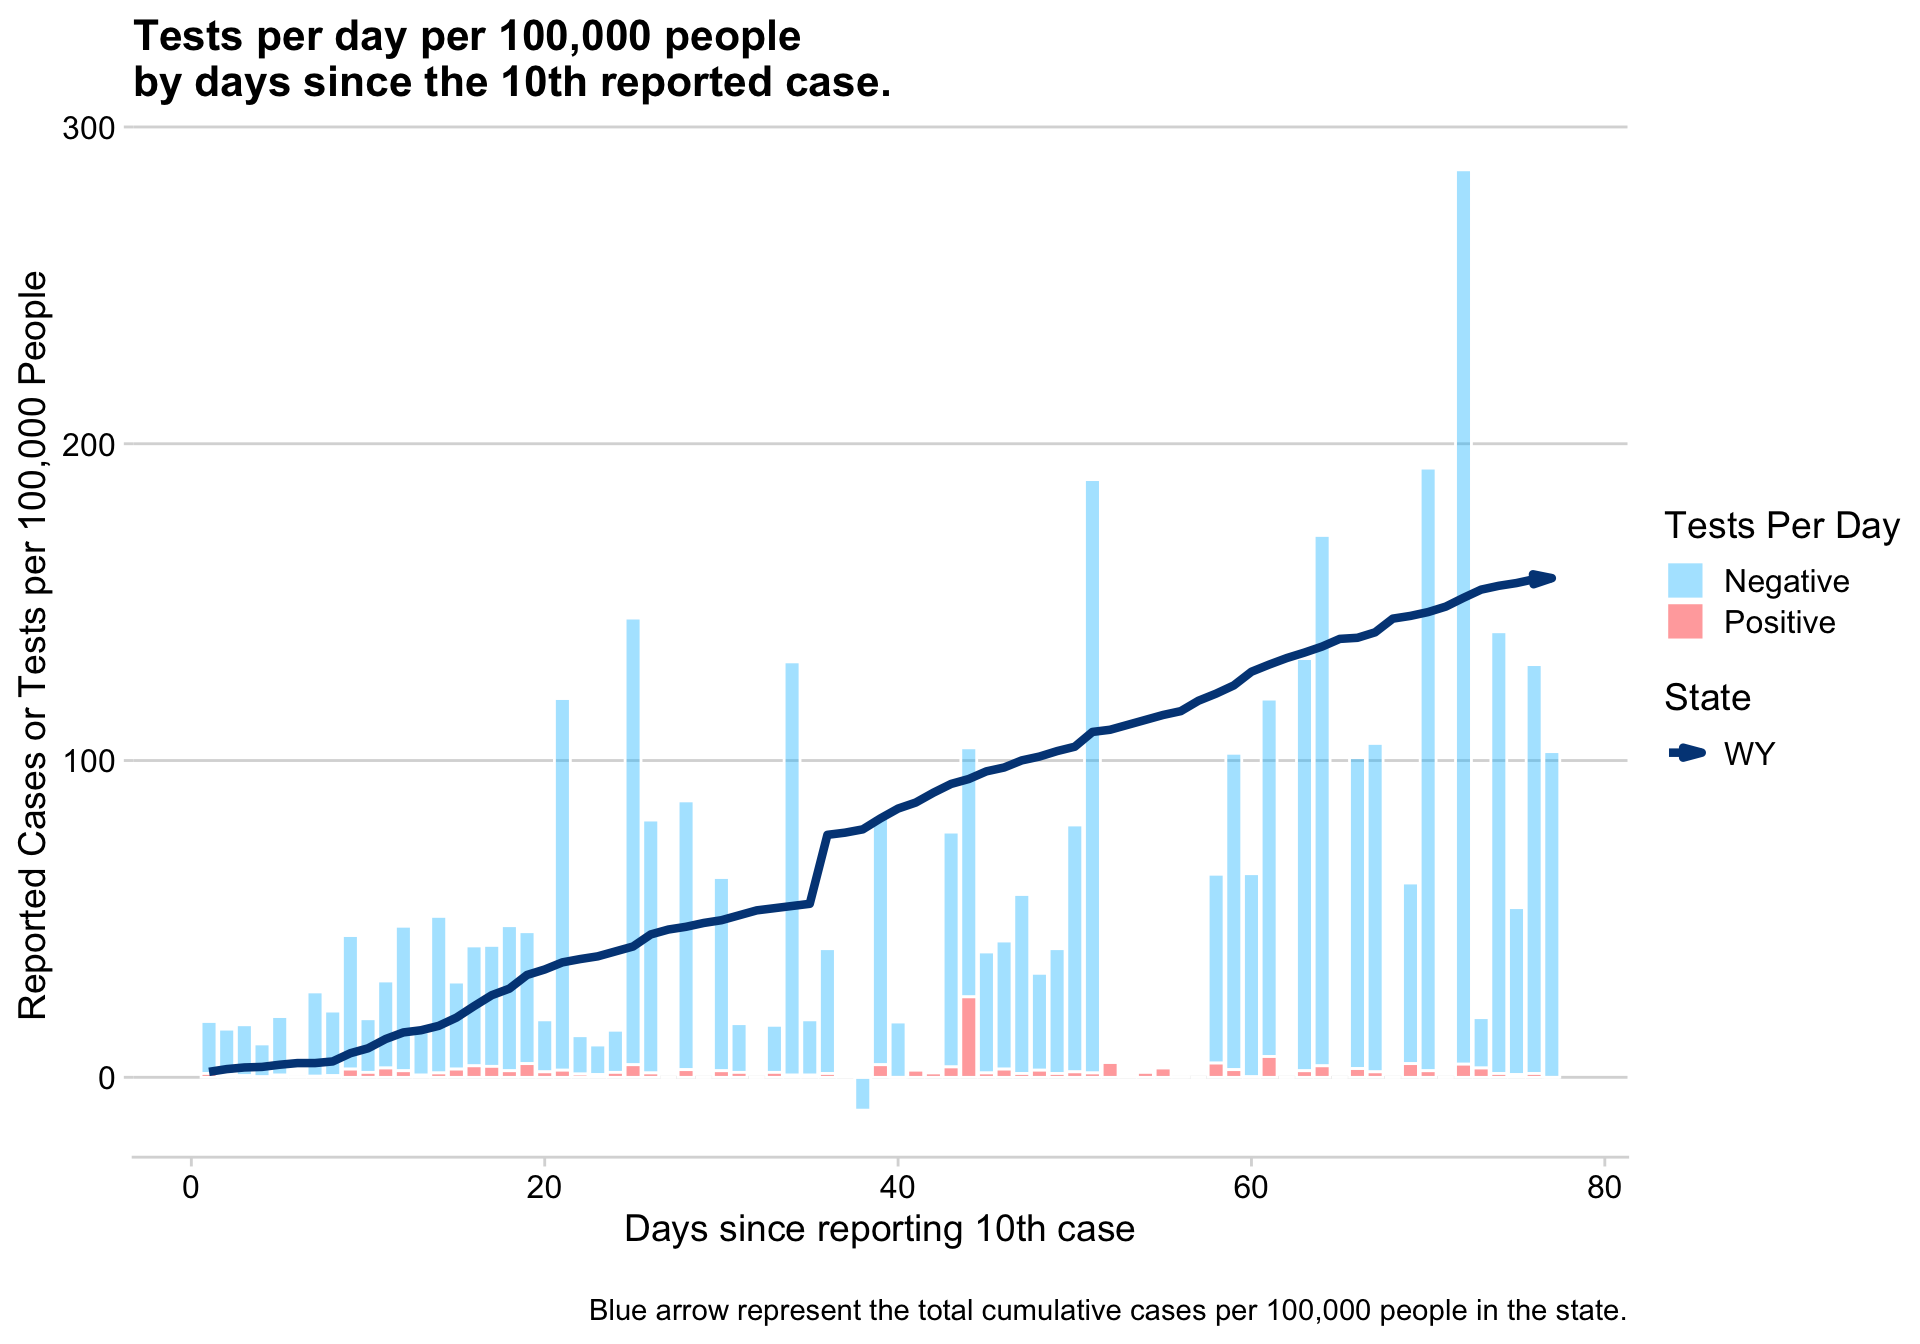 Tests per day per 100,000 people
by days since the 10th reported case.
Reported Cases or Tests per 100,000 People
300
200
100
0
0
20
40
60
80
Days since reporting 10th case
Tests Per Day
Negative
Positive
State
WY
Blue arrow represent the total cumulative cases per 100,000 people in the state.